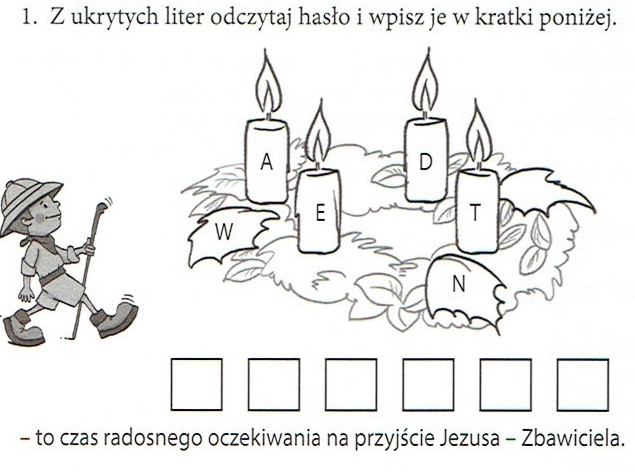 1. Z ukrytych liter odczytaj hasło i wpisz je w kratki poniżej.
A
D
E
T
W
N
– to czas radosnego oczekiwania na przyjście Jezusa – Zbawiciela.